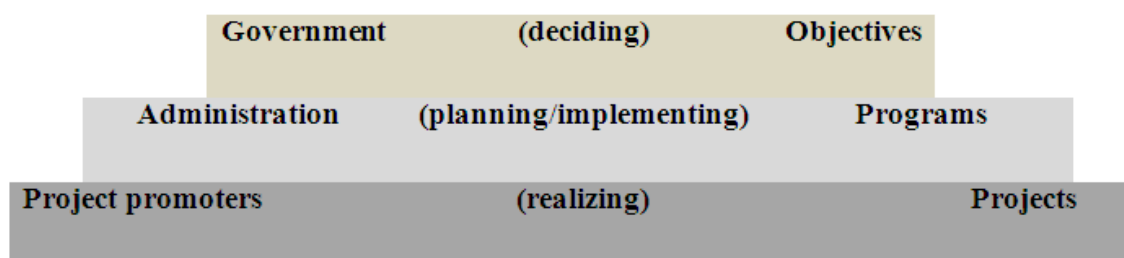 Government (deciding) Objectives
Administration (planning/implementing) Programs
Project promoters (realizing) Projects